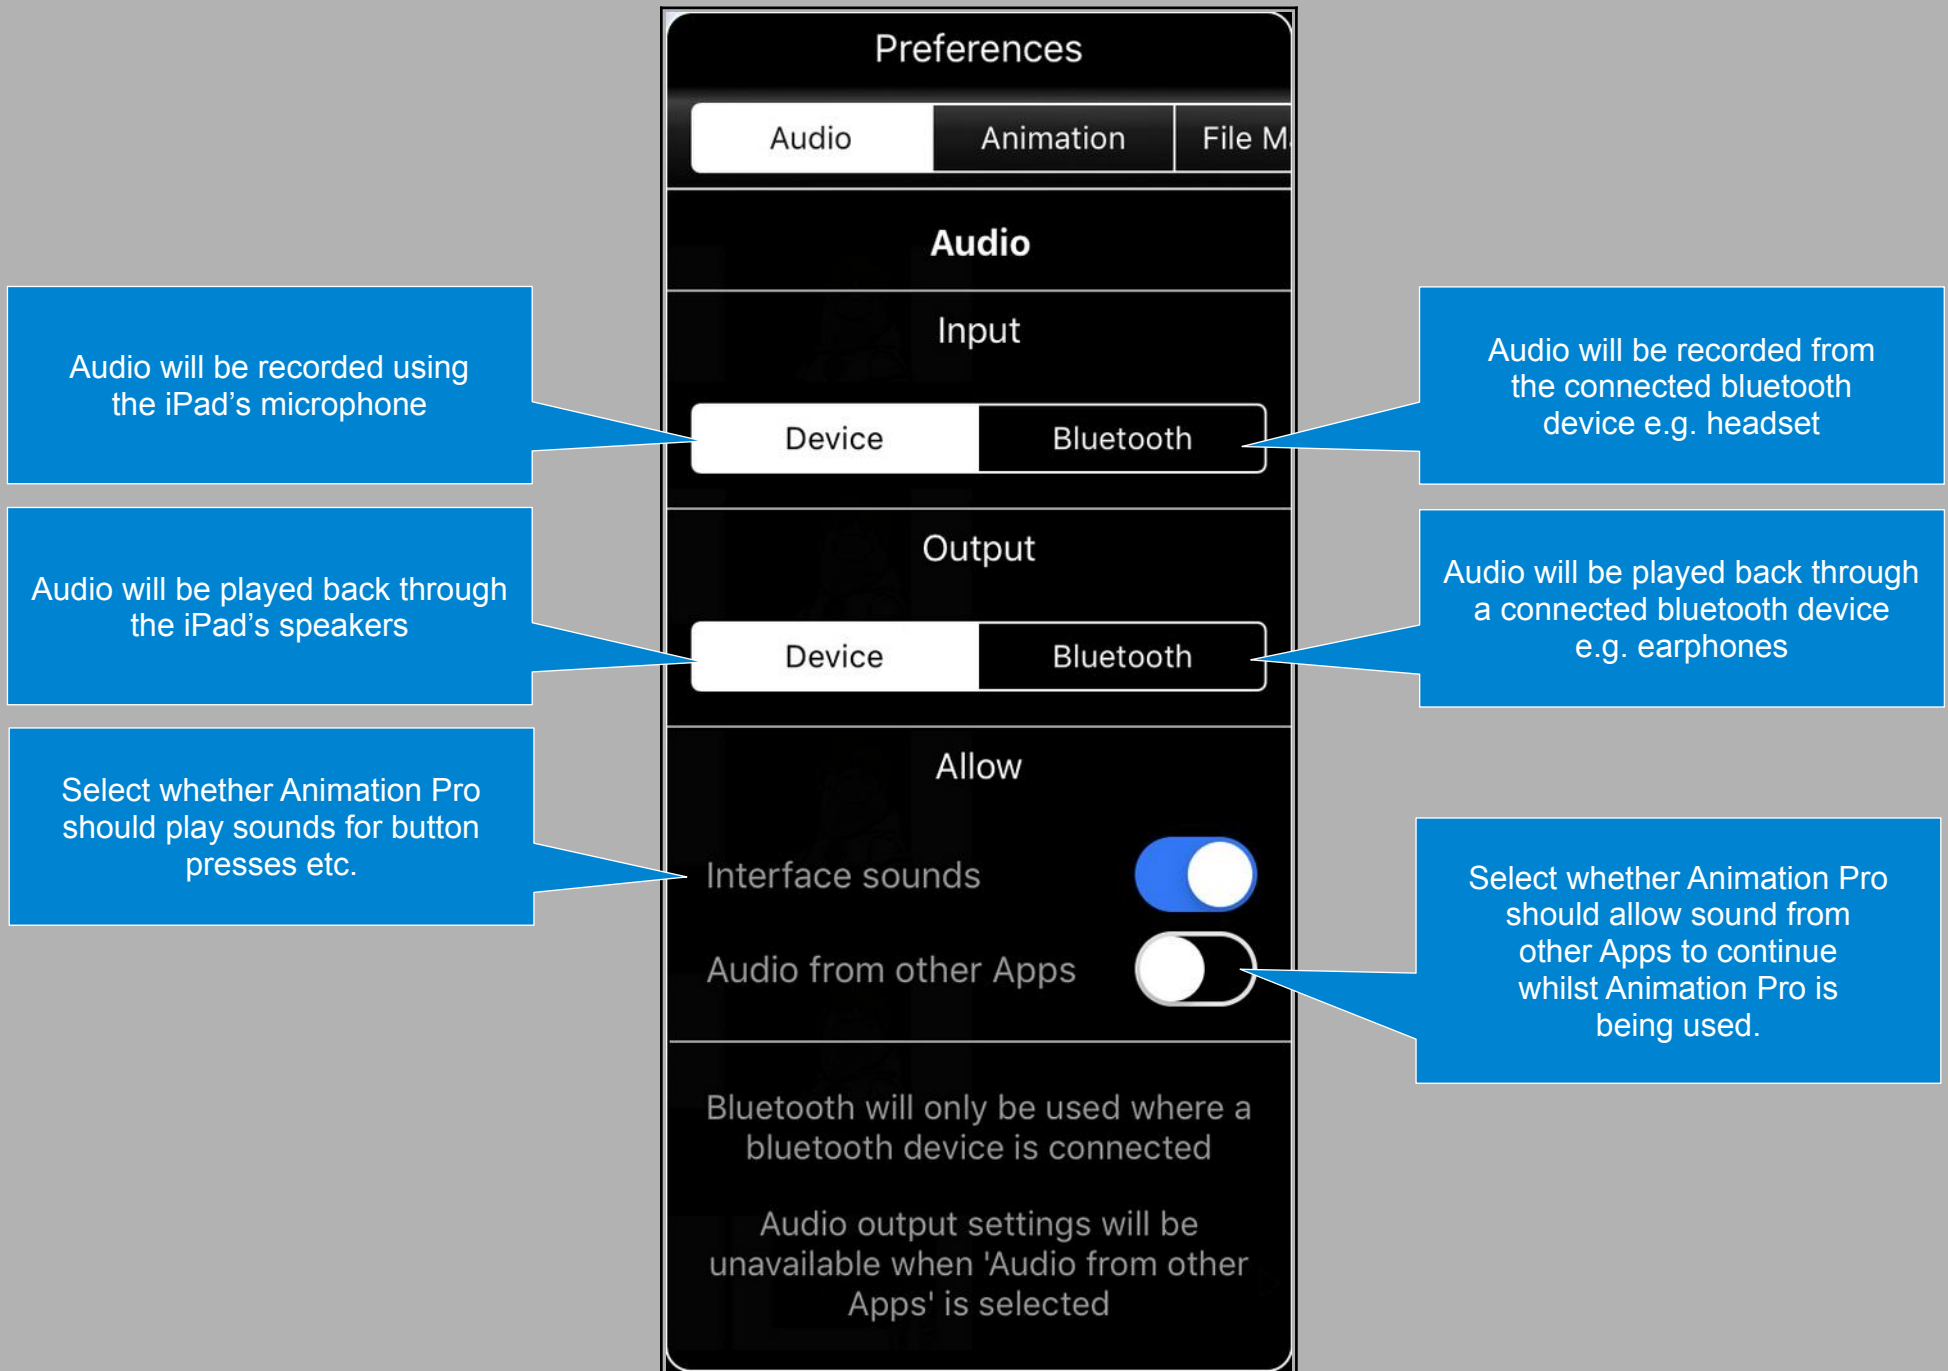 Preferences
Audio
Animation
File M
Audio
Input
Audio will be recorded using
the iPad’s microphone
Device
Bluetooth
Audio will be recorded from
the connected bluetooth
device e.g. headset
Output
Audio will be played back through
the iPad’s speakers
Device
Bluetooth
Audio will be played back through
a connected bluetooth device
e.g. earphones
Allow
Select whether Animation Pro
should play sounds for button
presses etc.
Interface sounds
Audio from other Apps
Select whether Animation Pro
should allow sound from
other Apps to continue
whilst Animation Pro is
being used.
Bluetooth will only be used where a
bluetooth device is connected
Audio output settings will be
unavailable when 'Audio from other
Apps' is selected